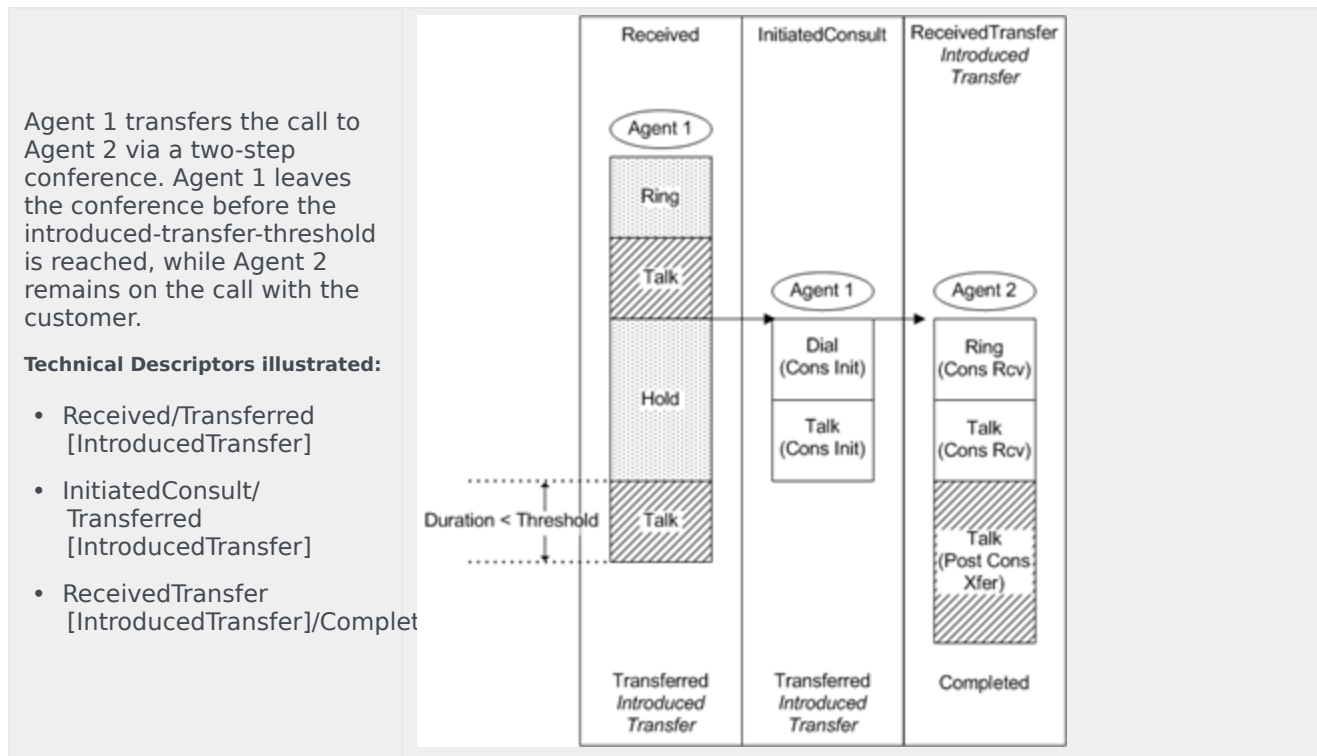 Agent 1 transfers the call to
Agent 2 via a two-step
conference. Agent 1 leaves
the conference before the
introduced-transfer-threshold
is reached, while Agent 2
remains on the call with the
customer.
Technical Descriptors illustrated:
• Received/Transferred
[IntroducedTransfer]
• InitiatedConsult/
Transferred
[IntroducedTransfer]
• ReceivedTransfer
[IntroducedTransfer]/Complet
Received
Agent 1
Ring
Talk
Hold
Duration < Threshold
Talk
Transferred
Introduced
Transfer
InitiatedConsult
Agent 1
Dial
(Cons Init)
Talk
(Cons Init)
Transferred
Introduced
Transfer
ReceivedTransfer
Introduced
Transfer
Agent 2
Ring
(Cons Rcv)
Talk
(Cons Rcv)
Talk
(Post Cons
Xfer)
Completed